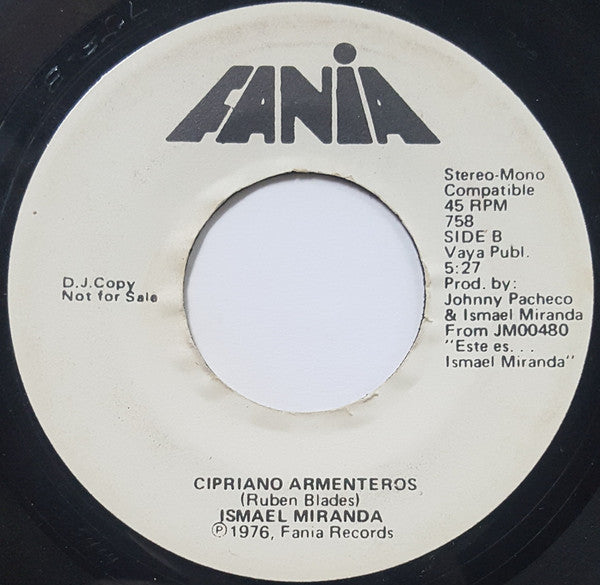 FANIA
Stereo-Mono
Compatible
45 RPM
758
SIDE B
Vaya Publ.
5:27
Prod. by:
Johnny Pacheco
& Ismael Miranda
From JM00480
"Este es. . .
Ismael Miranda"
D.J.Copy
Not for Sale
CIPRIANO ARMENTEROS
(Ruben Blades)
ISMAEL MIRANDA
Ⓟ1976, Fania Records